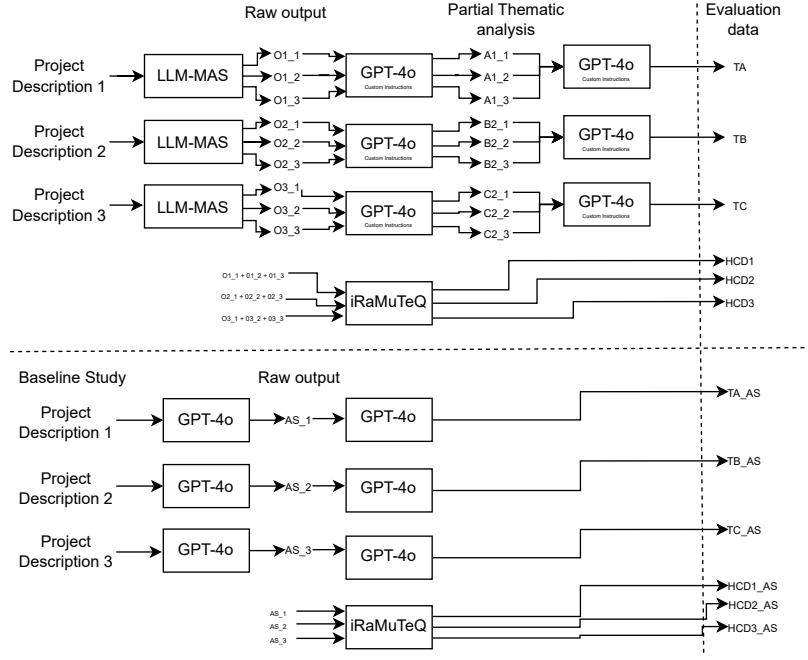 Raw output
Partial Thematic
analysis
Evaluation
data
Project
Description 1
LLM-MAS
O1_1
O1_2
O1_3
GPT-4o
Custom Instructions
A1_1
A1_2
A1_3
GPT-4o
Custom Instructions
TA
Project
Description 2
LLM-MAS
O2_1
O2_2
O2_3
GPT-4o
Custom Instructions
B2_1
B2_2
B2_3
GPT-4o
Custom Instructions
TB
Project
Description 3
LLM-MAS
O3_1
O3_2
O3_3
GPT-4o
Custom Instructions
C2_1
C2_2
C2_3
GPT-4o
Custom Instructions
TC
O1_1 + 01_2 + 01_3
O2_1 + 02_2 + 02_3
O3_1 + 03_2 + 03_3
iRaMuTeQ
HCD1
HCD2
HCD3
Baseline Study
Raw output
Project
Description 1
GPT-4o
AS_1
GPT-4o
TA_AS
Project
Description 2
GPT-4o
AS_2
GPT-4o
TB_AS
Project
Description 3
GPT-4o
AS_3
GPT-4o
TC_AS
AS_1
AS_2
AS_3
iRaMuTeQ
HCD1_AS
HCD2_AS
HCD3_AS